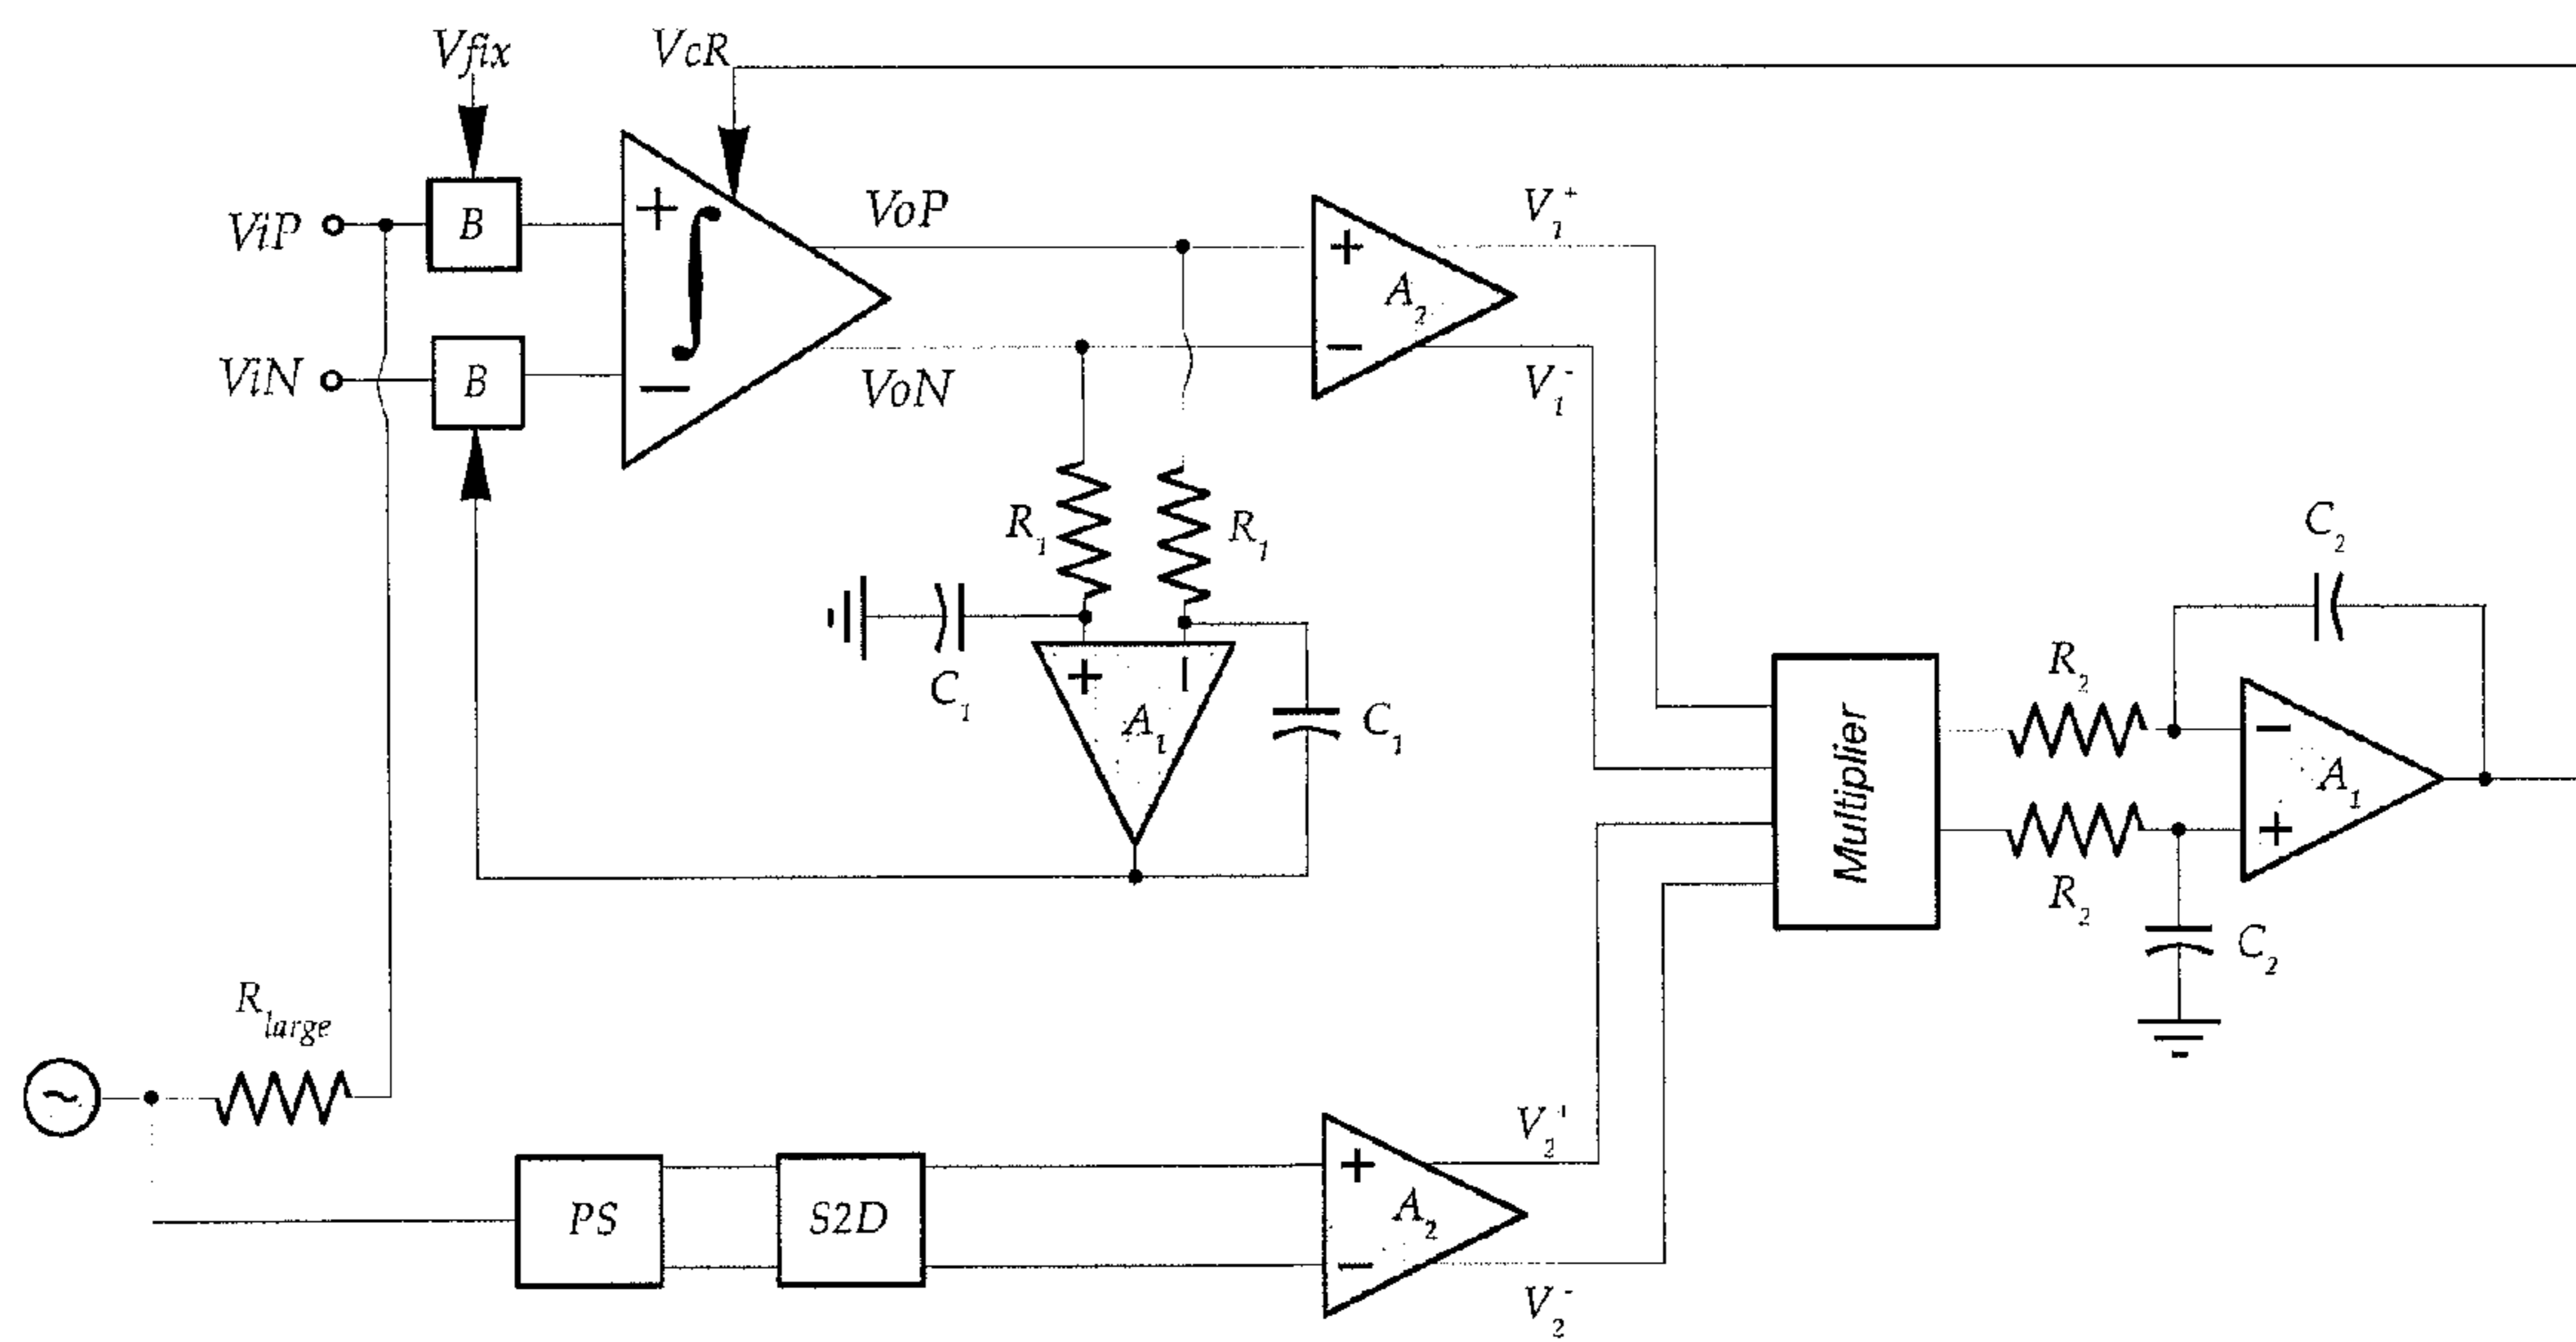 Vfix
VcR
ViP
B
+
∫
−
VoP
VoN
ViN
B
+
−
A2
V1+
V1-
R1
R1
C1
+
−
A1
C1
Multiplier
C2
R2
−
+
A1
R2
C2
Rlarge
~
PS
S2D
+
−
A2
V2+
V2-